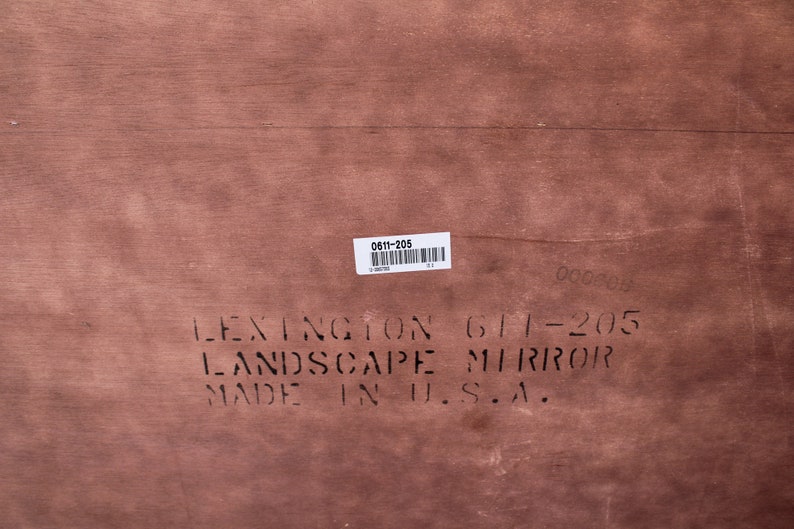 0611-205
LEXINGTON 611-205
LANDSCAPE MIRROR
MADE IN U.S.A.